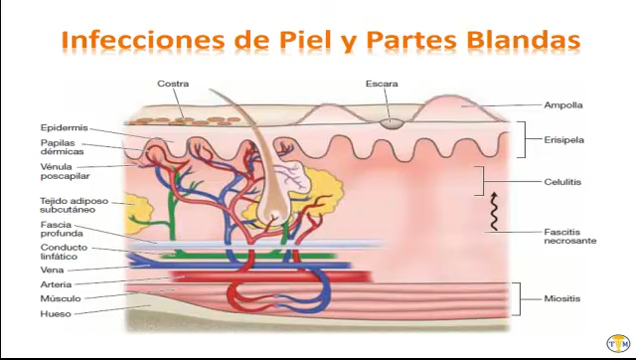 Infecciones de Piel y Partes Blandas
Costra
Escara
Ampolla
Epidermis
Papilas
dérmicas
Vénula
poscapilar
Tejido adiposo
subcutáneo
Fascia
profunda
Conducto
linfático
Vena
Arteria
Músculo
Hueso
Erisipela
Celulitis
Fascitis
necrosante
Miositis
TM